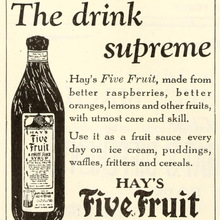 The drink
supreme
Hay's Five Fruit, made from
better raspberries, better
oranges, lemons and other fruits,
with utmost care and skill.
Use it as a fruit sauce every
day on ice cream, puddings,
waffles, fritters and cereals.
HAY'S
Five Fruit
HAY'S
Five
Fruit